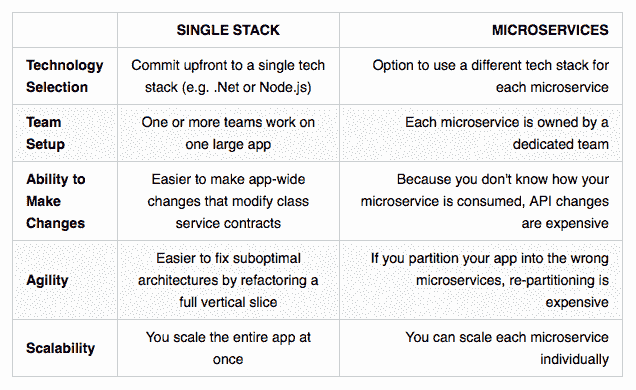 SINGLE STACK
MICROSERVICES
Technology
Selection
Commit upfront to a single tech
stack (e.g. .Net or Node.js)
Option to use a different tech stack for
each microservice
Team
Setup
One or more teams work on
one large app
Each microservice is owned by a
dedicated team
Ability to
Make
Changes
Easier to make app-wide
changes that modify class
service contracts
Because you don't know how your
microservice is consumed, API changes
are expensive
Agility
Easier to fix suboptimal
architectures by refactoring a
full vertical slice
If you partition your app into the wrong
microservices, re-partitioning is
expensive
Scalability
You scale the entire app at
once
You can scale each microservice
individually